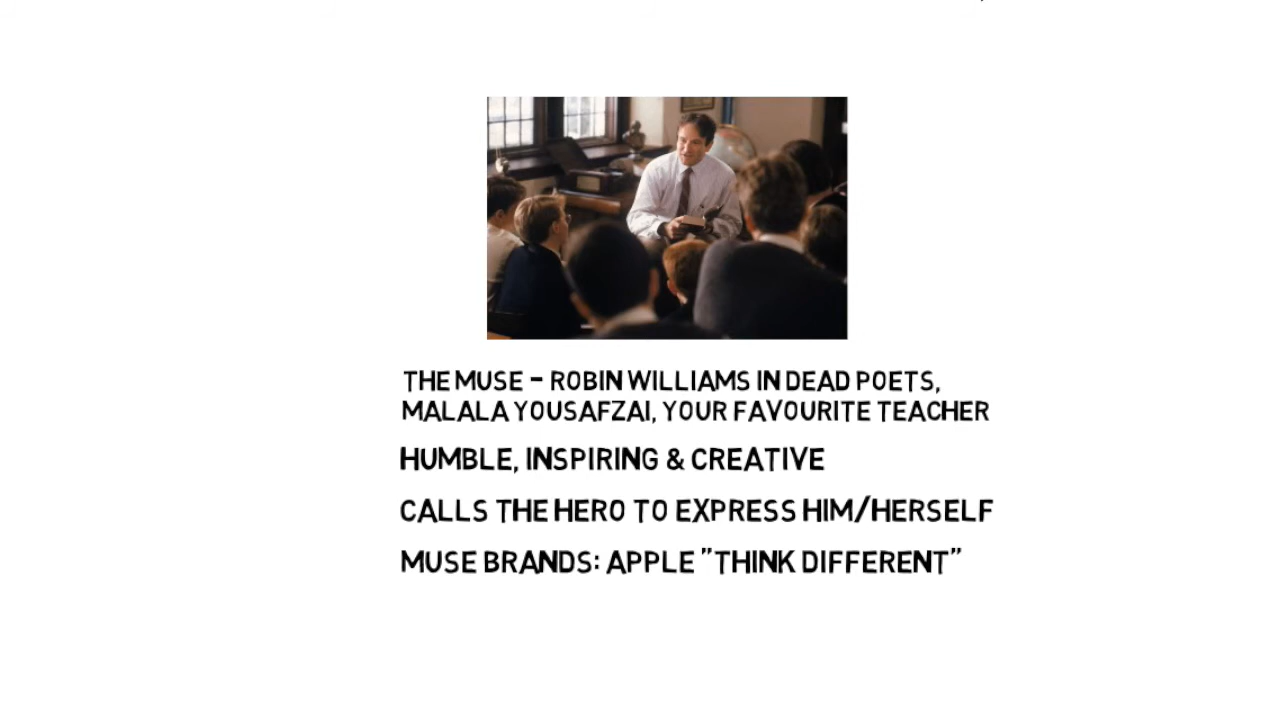 THE MUSE – ROBIN WILLIAMS IN DEAD POETS,
MALALA YOUSAFZAI, YOUR FAVOURITE TEACHER
HUMBLE, INSPIRING & CREATIVE
CALLS THE HERO TO EXPRESS HIM/HERSELF
MUSE BRANDS: APPLE "THINK DIFFERENT"